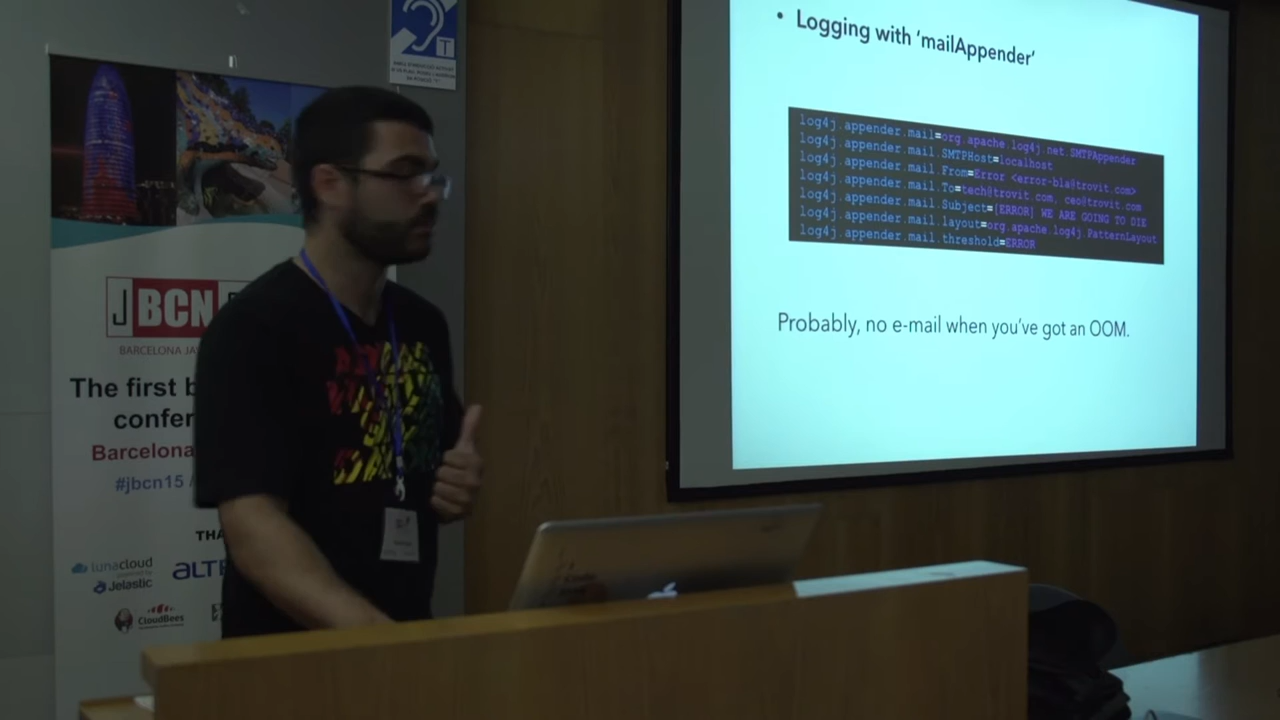 • Logging with ‘mailAppender‘
log4j.appender.mail=org.apache.log4j.net.SMTPAppender
log4j.appender.mail.SMTPHost=localhost
log4j.appender.mail.From=Error <error-bla@trovit.com>
log4j.appender.mail.To=tech@trovit.com, ceo@trovit.com
log4j.appender.mail.Subject=[ERROR] WE ARE GOING TO DIE
log4j.appender.mail.layout=org.apache.log4j.PatternLayout
log4j.appender.mail.threshold=ERROR
Probably, no e-mail when you've got an OOM.
T
JBCN
BARCELONA JA
The first b
confer
Barcelona
#jbcn15 /
THA
lunacloud
Jelastic
ALT
CloudBees